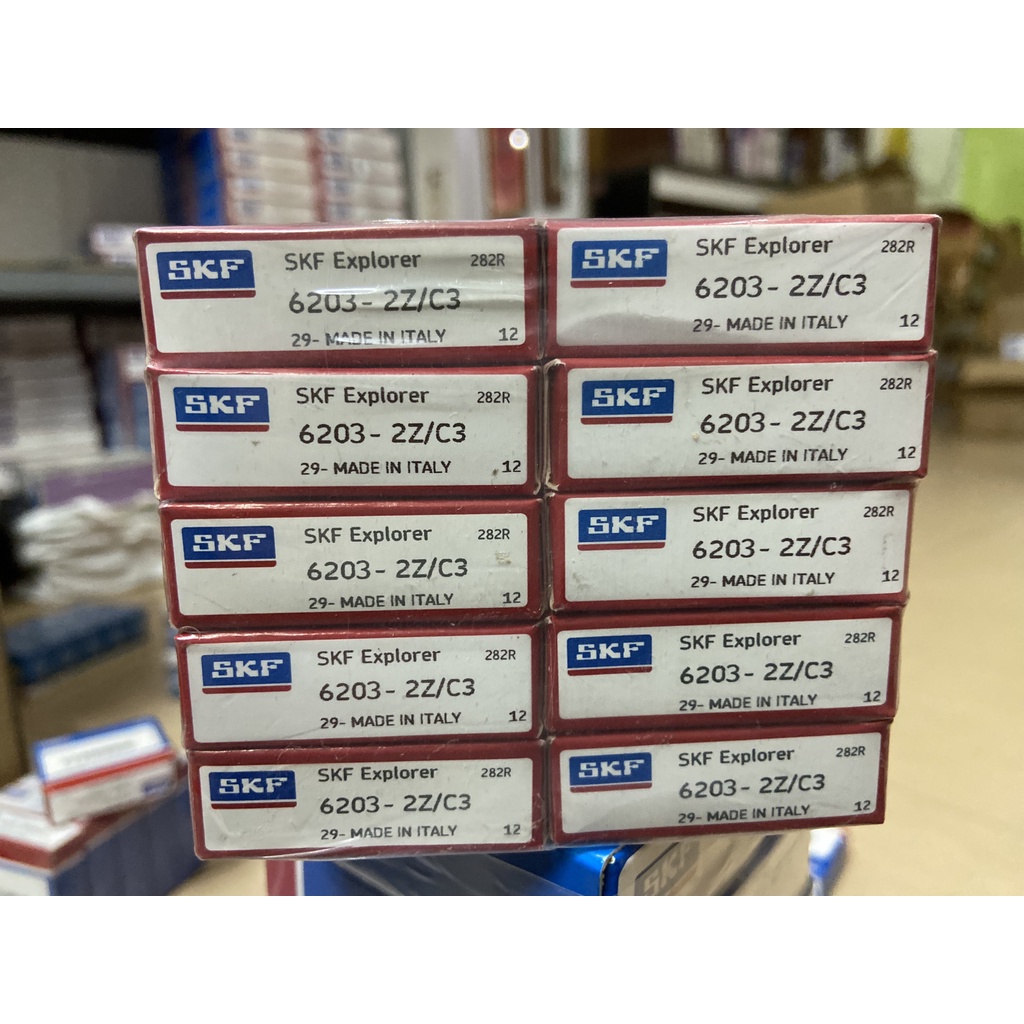 SKF SKF Explorer 282R
6203- 2Z/C3
29- MADE IN ITALY 12
SKF SKF Explorer 282R
6203- 2Z/C3
29- MADE IN ITALY 12
SKF SKF Explorer 282R
6203- 2Z/C3
29- MADE IN ITALY 12
SKF SKF Explorer 282R
6203- 2Z/C3
29- MADE IN ITALY 12
SKF SKF Explorer 282R
6203- 2Z/C3
29- MADE IN ITALY 12
SKF SKF Explorer 282R
6203- 2Z/C3
29- MADE IN ITALY 12
SKF SKF Explorer 282R
6203- 2Z/C3
29- MADE IN ITALY 12
SKF SKF Explorer 282R
6203- 2Z/C3
29- MADE IN ITALY 12
SKF SKF Explorer 282R
6203- 2Z/C3
29- MADE IN ITALY 12
SKF SKF Explorer 282R
6203- 2Z/C3
29- MADE IN ITALY 12
SKF